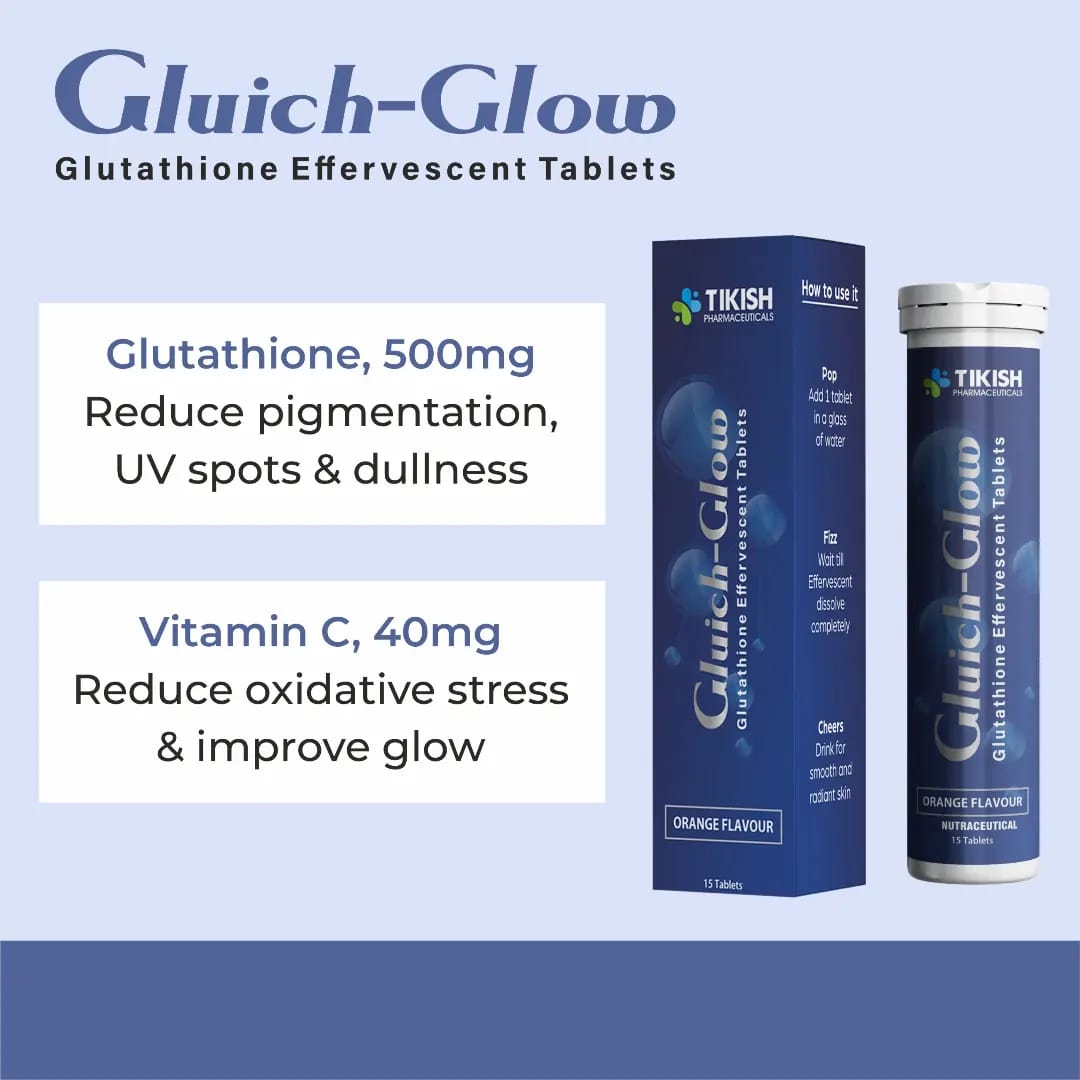 Gluich-Glow
Glutathione Effervescent Tablets
Glutathione, 500mg
Reduce pigmentation,
UV spots & dullness
Vitamin C, 40mg
Reduce oxidative stress
& improve glow
TIKISH
PHARMACEUTICALS
Gluich-Glow
Glutathione Effervescent Tablets
ORANGE FLAVOUR
15 Tablets
How to use it
Pop
Add 1 tablet
in a glass
of water
Fizz
Wait till
Effervescent
dissolve
completely
Cheers
Drink for
smooth and
radiant skin
TIKISH
PHARMACEUTICALS
Gluich-Glow
Glutathione Effervescent Tablets
ORANGE FLAVOUR
NUTRACEUTICAL
15 Tablets